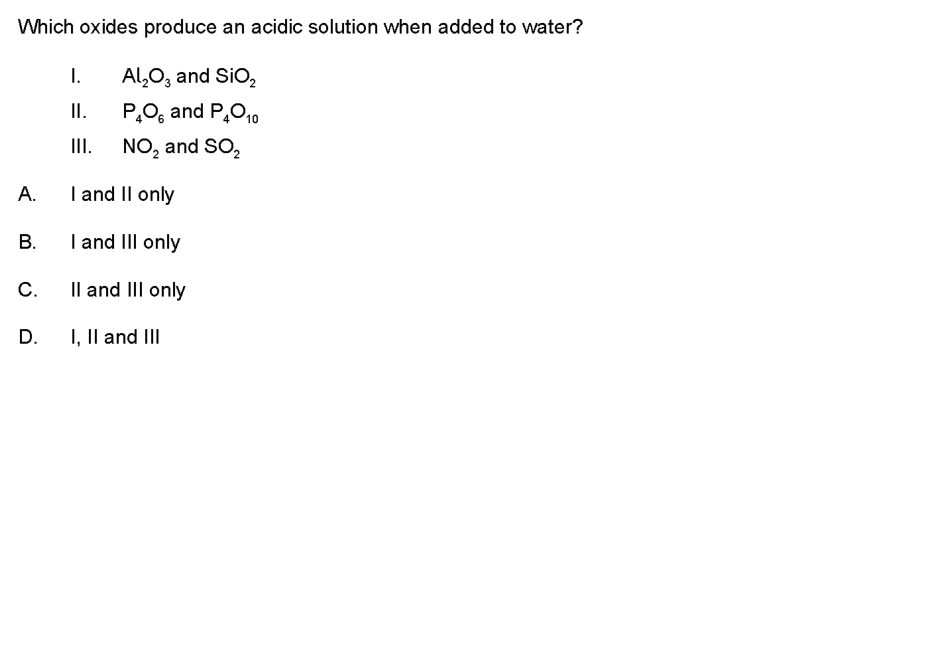 Which oxides produce an acidic solution when added to water?
I. Al₂O₃ and SiO₂
II. P₄O₆ and P₄O₁₀
III. NO₂ and SO₂
A. I and II only
B. I and III only
C. II and III only
D. I, II and III